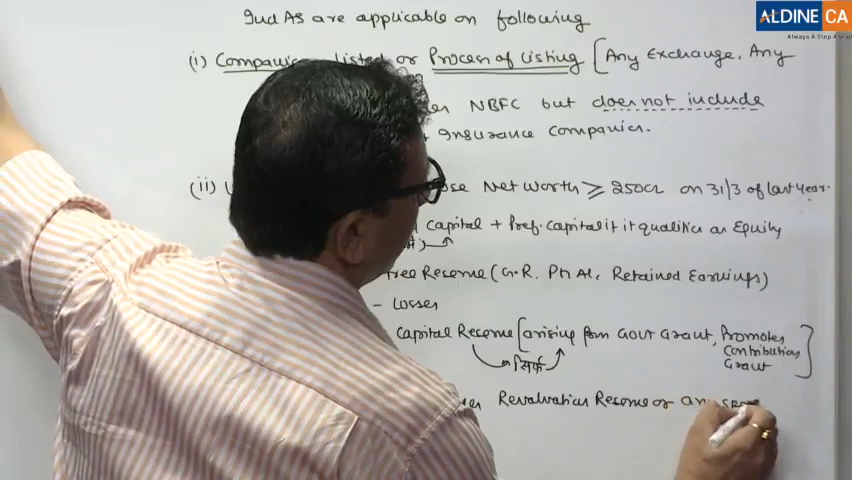 ALDINE CA
Always A Step Ahead
Ind AS are applicable on following
(i) Listed or Process of Listing [Any Exchange, Any
NBFC but does not include
Insurance Companies.
(ii) Net Worth ≥ 250Cr on 31/3 of last Year.
Capital + Pref. Capital if it qualifies as Equity
Free Reserve (G.R. P/L A/c, Retained Earnings)
- Losses
Capital Reserve [arising from Govt Grant, Promoter
Contribution
Grant]
सिर्फ
Revaluation Reserve or any